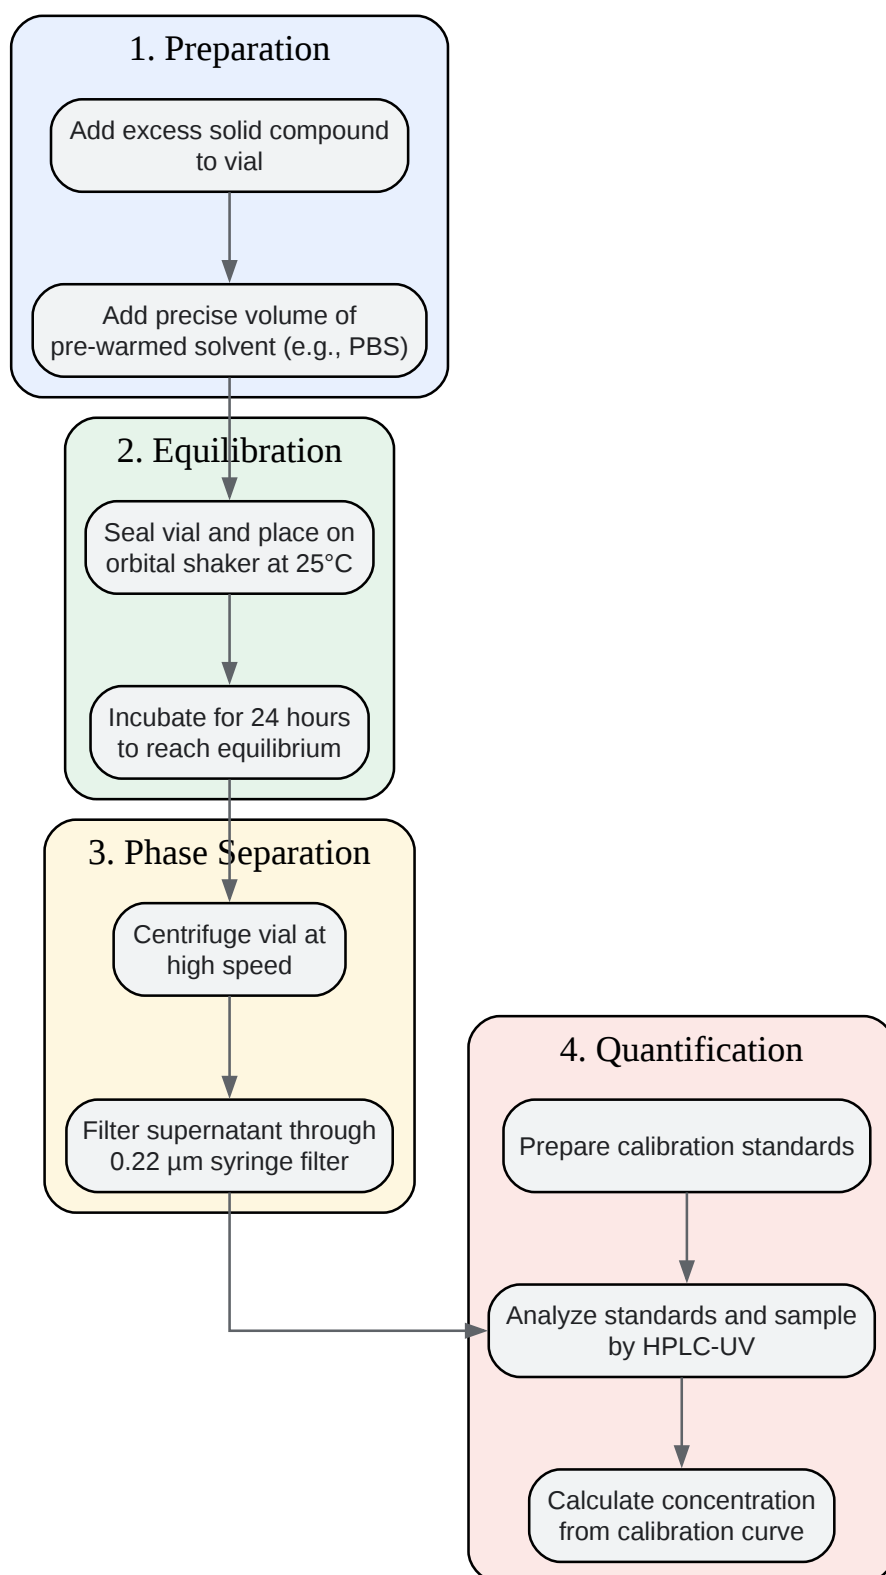 1. Preparation
Add excess solid compound
to vial
Add precise volume of
pre-warmed solvent (e.g., PBS)
2. Equilibration
Seal vial and place on
orbital shaker at 25°C
Incubate for 24 hours
to reach equilibrium
3. Phase Separation
Centrifuge vial at
high speed
Filter supernatant through
0.22 µm syringe filter
4. Quantification
Prepare calibration standards
Analyze standards and sample
by HPLC-UV
Calculate concentration
from calibration curve